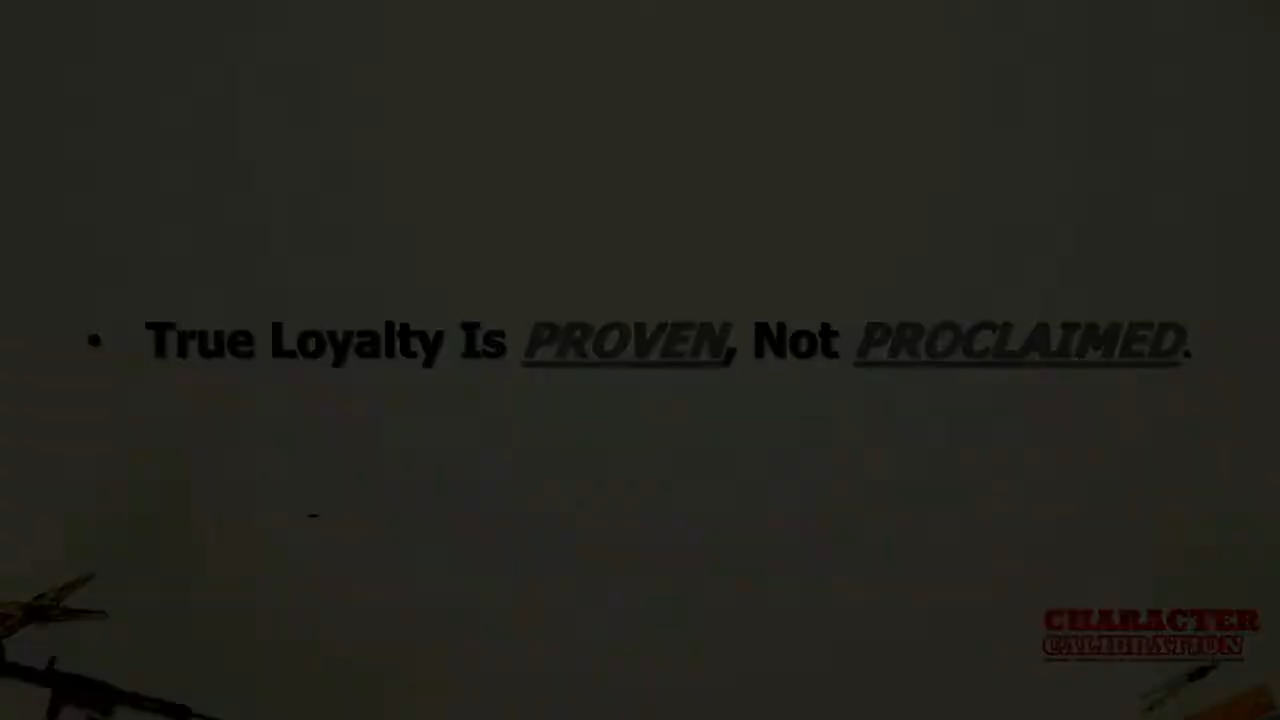 • True Loyalty Is PROVEN, Not PROCLAIMED.
CHARACTER
CALIBRATION